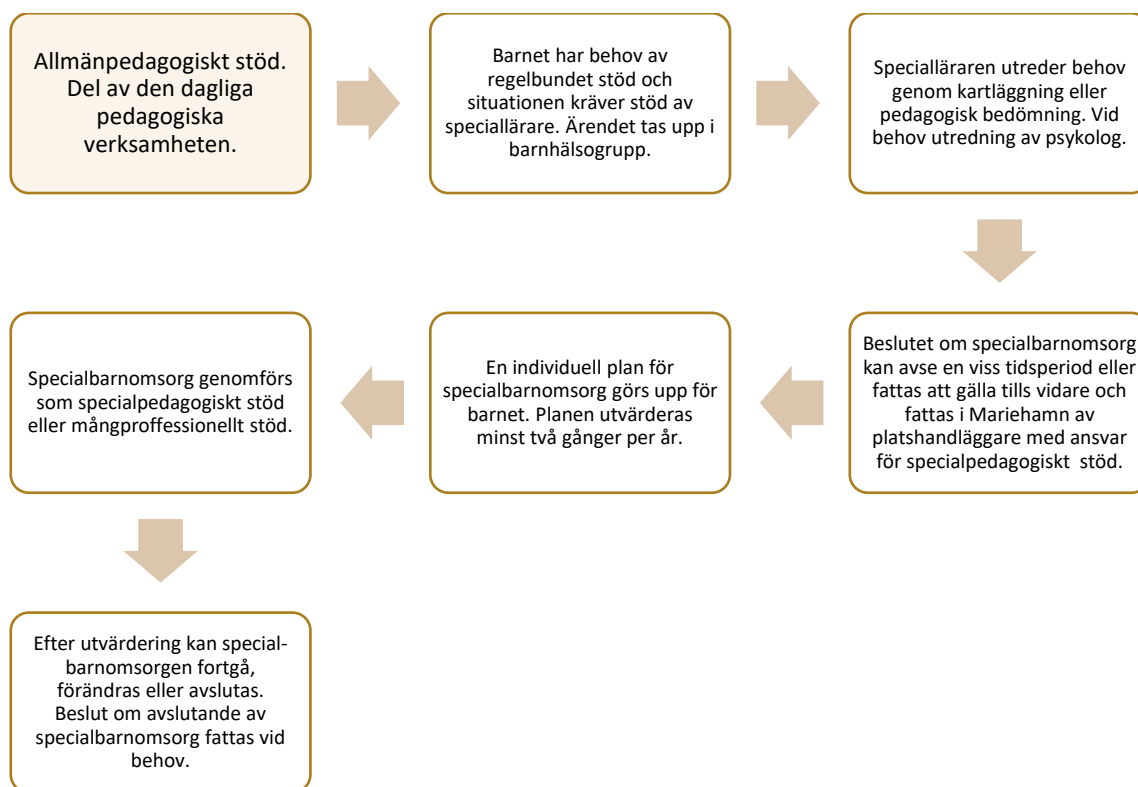 Allmänpedagogiskt stöd.
Del av den dagliga
pedagogiska
verksamheten.
Barnet har behov av
regelbundet stöd och
situationen kräver stöd av
speciallärare. Ärendet tas upp i
barnhälsogrupp.
Specialläraren utreder behov
genom kartläggning eller
pedagogisk bedömning. Vid
behov utredning av psykolog.
Beslutet om specialbarnomsorg
kan avse en viss tidsperiod eller
fattas att gälla tills vidare och
fattas i Mariehamn av
platshandläggare med ansvar
för specialpedagogiskt  stöd.
En individuell plan för
specialbarnomsorg görs upp för
barnet. Planen utvärderas
minst två gånger per år.
Specialbarnomsorg genomförs
som specialpedagogiskt stöd
eller mångproffessionellt stöd.
Efter utvärdering kan special-
barnomsorgen fortgå,
förändras eller avslutas.
Beslut om avslutande av
specialbarnomsorg fattas vid
behov.